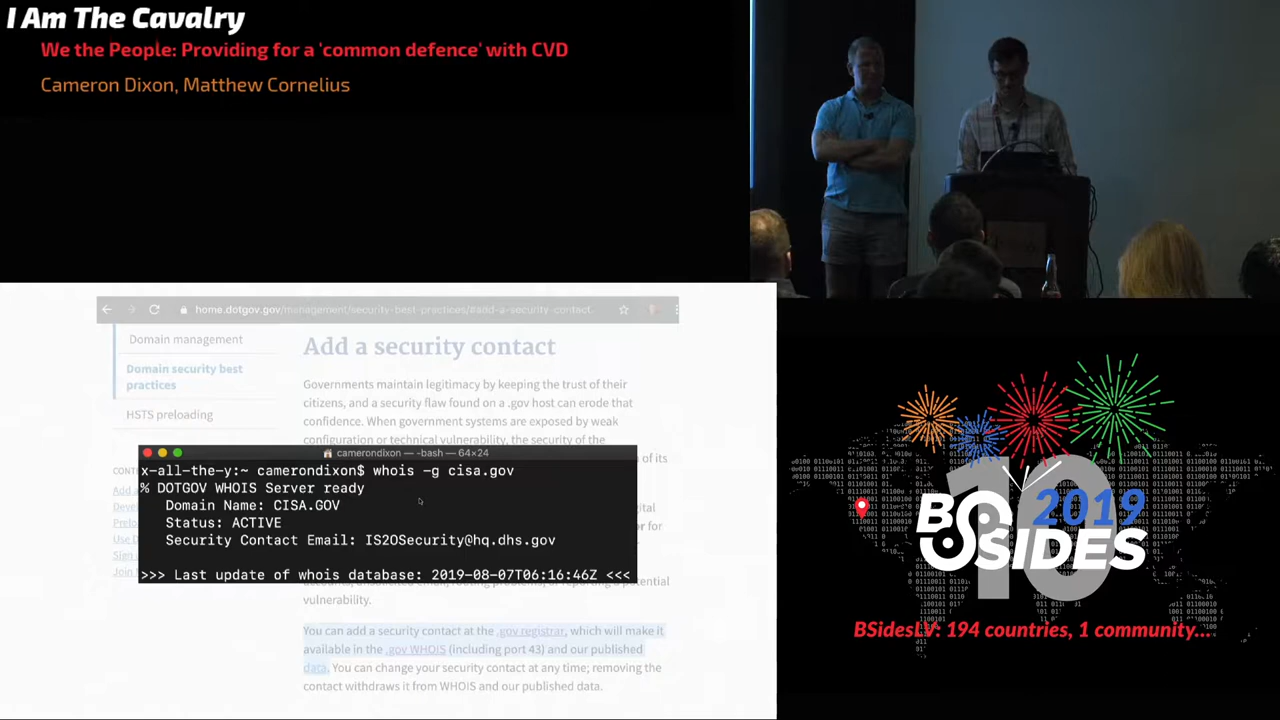 I Am The Cavalry
We the People: Providing for a 'common defence' with CVD
Cameron Dixon, Matthew Cornelius
home.dotgov.gov/management/security-best-practices/#add-a-security-contact
Domain management
Domain security best
practices
HSTS preloading
Add a security contact
Governments maintain legitimacy by keeping the trust of their
citizens, and a security flaw found on a .gov host can erode that
confidence. When government systems are exposed by weak
configuration or technical vulnerability, the security of the
of its
camerondixon — -bash — 64×24
x-all-the-y:~ camerondixon$ whois -g cisa.gov
% DOTGOV WHOIS Server ready
Domain Name: CISA.GOV
Status: ACTIVE
Security Contact Email: IS2OSecurity@hq.dhs.gov
>>> Last update of whois database: 2019-08-07T06:16:46Z <<<
vulnerability.
You can add a security contact at the .gov registrar, which will make it
available in the .gov WHOIS (including port 43) and our published
data. You can change your security contact at any time; removing the
contact withdraws it from WHOIS and our published data.
10
2019
BSIDES
BSidesLV: 194 countries, 1 community...